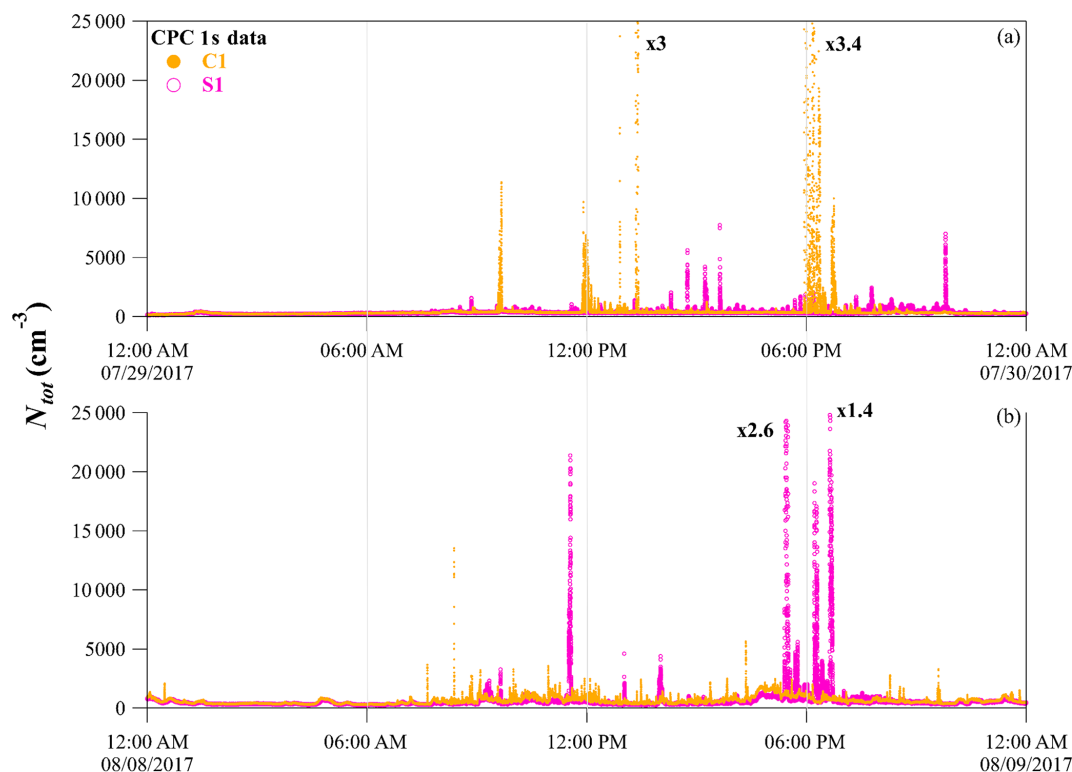 CPC 1s data
C1
S1
x3
x3.4
(a)
25 000
20 000
15 000
10 000
5000
0
12:00 AM 06:00 AM 12:00 PM 06:00 PM 12:00 AM
07/29/2017 07/30/2017
Ntot (cm-3)
x2.6
x1.4
(b)
25 000
20 000
15 000
10 000
5000
0
12:00 AM 06:00 AM 12:00 PM 06:00 PM 12:00 AM
08/08/2017 08/09/2017